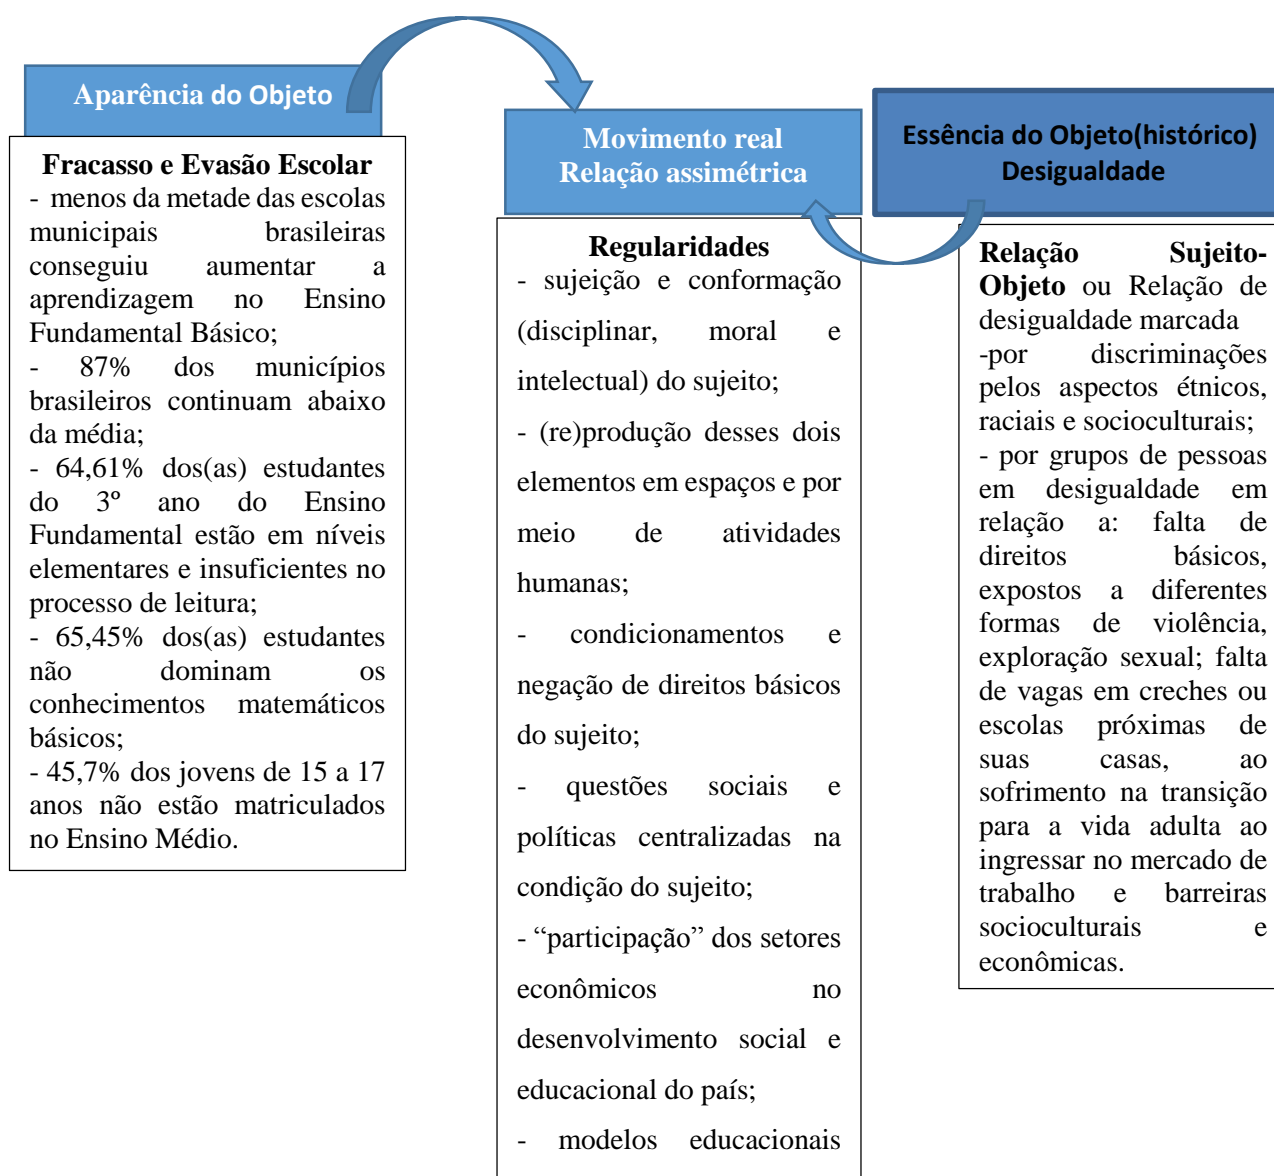 Aparência do Objeto
Fracasso e Evasão Escolar
- menos da metade das escolas
municipais brasileiras
conseguiu aumentar a
aprendizagem no Ensino
Fundamental Básico;
- 87% dos municípios
brasileiros continuam abaixo
da média;
- 64,61% dos(as) estudantes
do 3º ano do Ensino
Fundamental estão em níveis
elementares e insuficientes no
processo de leitura;
- 65,45% dos(as) estudantes
não dominam os
conhecimentos matemáticos
básicos;
- 45,7% dos jovens de 15 a 17
anos não estão matriculados
no Ensino Médio.
Movimento real
Relação assimétrica
Regularidades
- sujeição e conformação
(disciplinar, moral e
intelectual) do sujeito;
- (re)produção desses dois
elementos em espaços e por
meio de atividades
humanas;
- condicionamentos e
negação de direitos básicos
do sujeito;
- questões sociais e
políticas centralizadas na
condição do sujeito;
- “participação” dos setores
econômicos no
desenvolvimento social e
educacional do país;
- modelos educacionais
Essência do Objeto(histórico)
Desigualdade
Relação Sujeito-
Objeto ou Relação de
desigualdade marcada
-por discriminações
pelos aspectos étnicos,
raciais e socioculturais;
- por grupos de pessoas
em desigualdade em
relação a: falta de
direitos básicos,
expostos a diferentes
formas de violência,
exploração sexual; falta
de vagas em creches ou
escolas próximas de
suas casas, ao
sofrimento na transição
para a vida adulta ao
ingressar no mercado de
trabalho e barreiras
socioculturais e
econômicas.